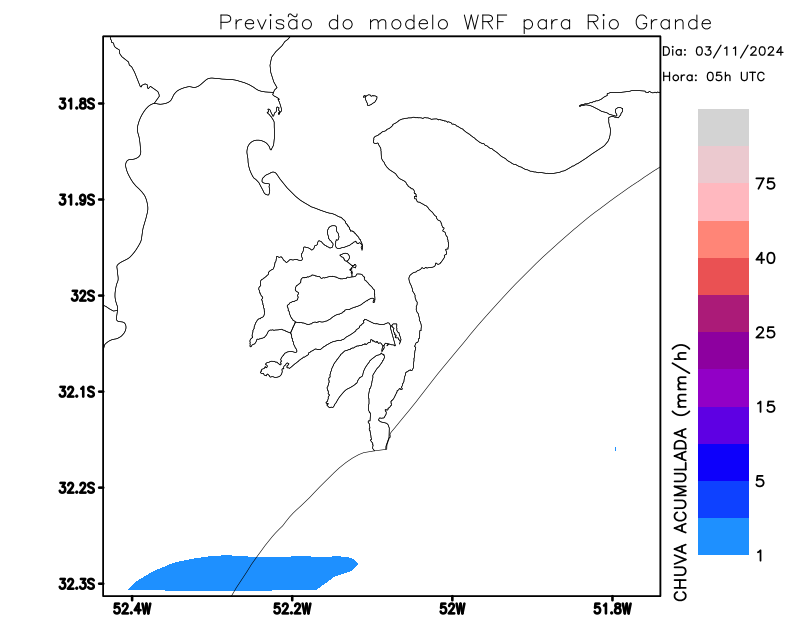 Previsão do modelo WRF para Rio Grande
Dia: 03/11/2024
Hora: 05h UTC
31.8S
31.9S
32S
32.1S
32.2S
32.3S
52.4W
52.2W
52W
51.8W
CHUVA ACUMULADA (mm/h)
75
40
25
15
5
1